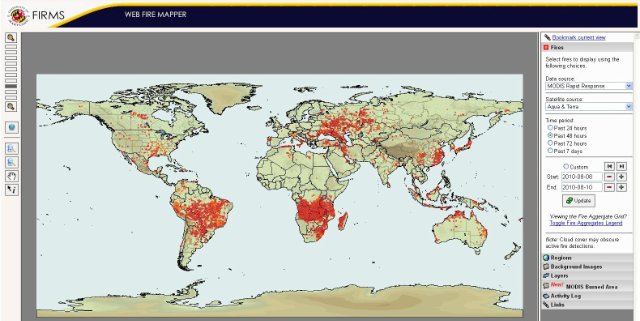 FIRMS
WEB FIRE MAPPER
Bookmark current view
Fires
Select fires to display using the
following choices.
Data source:
MODIS Rapid Response
Satellite source:
Aqua & Terra
Time period
Past 24 hours
Past 48 hours
Past 72 hours
Past 7 days
Custom
Start: 2010-08-08
End: 2010-08-10
Update
Viewing the Fire Aggregate Grid?
Toggle Fire Aggregates Legend
Note: Cloud cover may obscure
active fire detections.
Regions
Background Images
Layers
New! MODIS Burned Area
Activity Log
Links